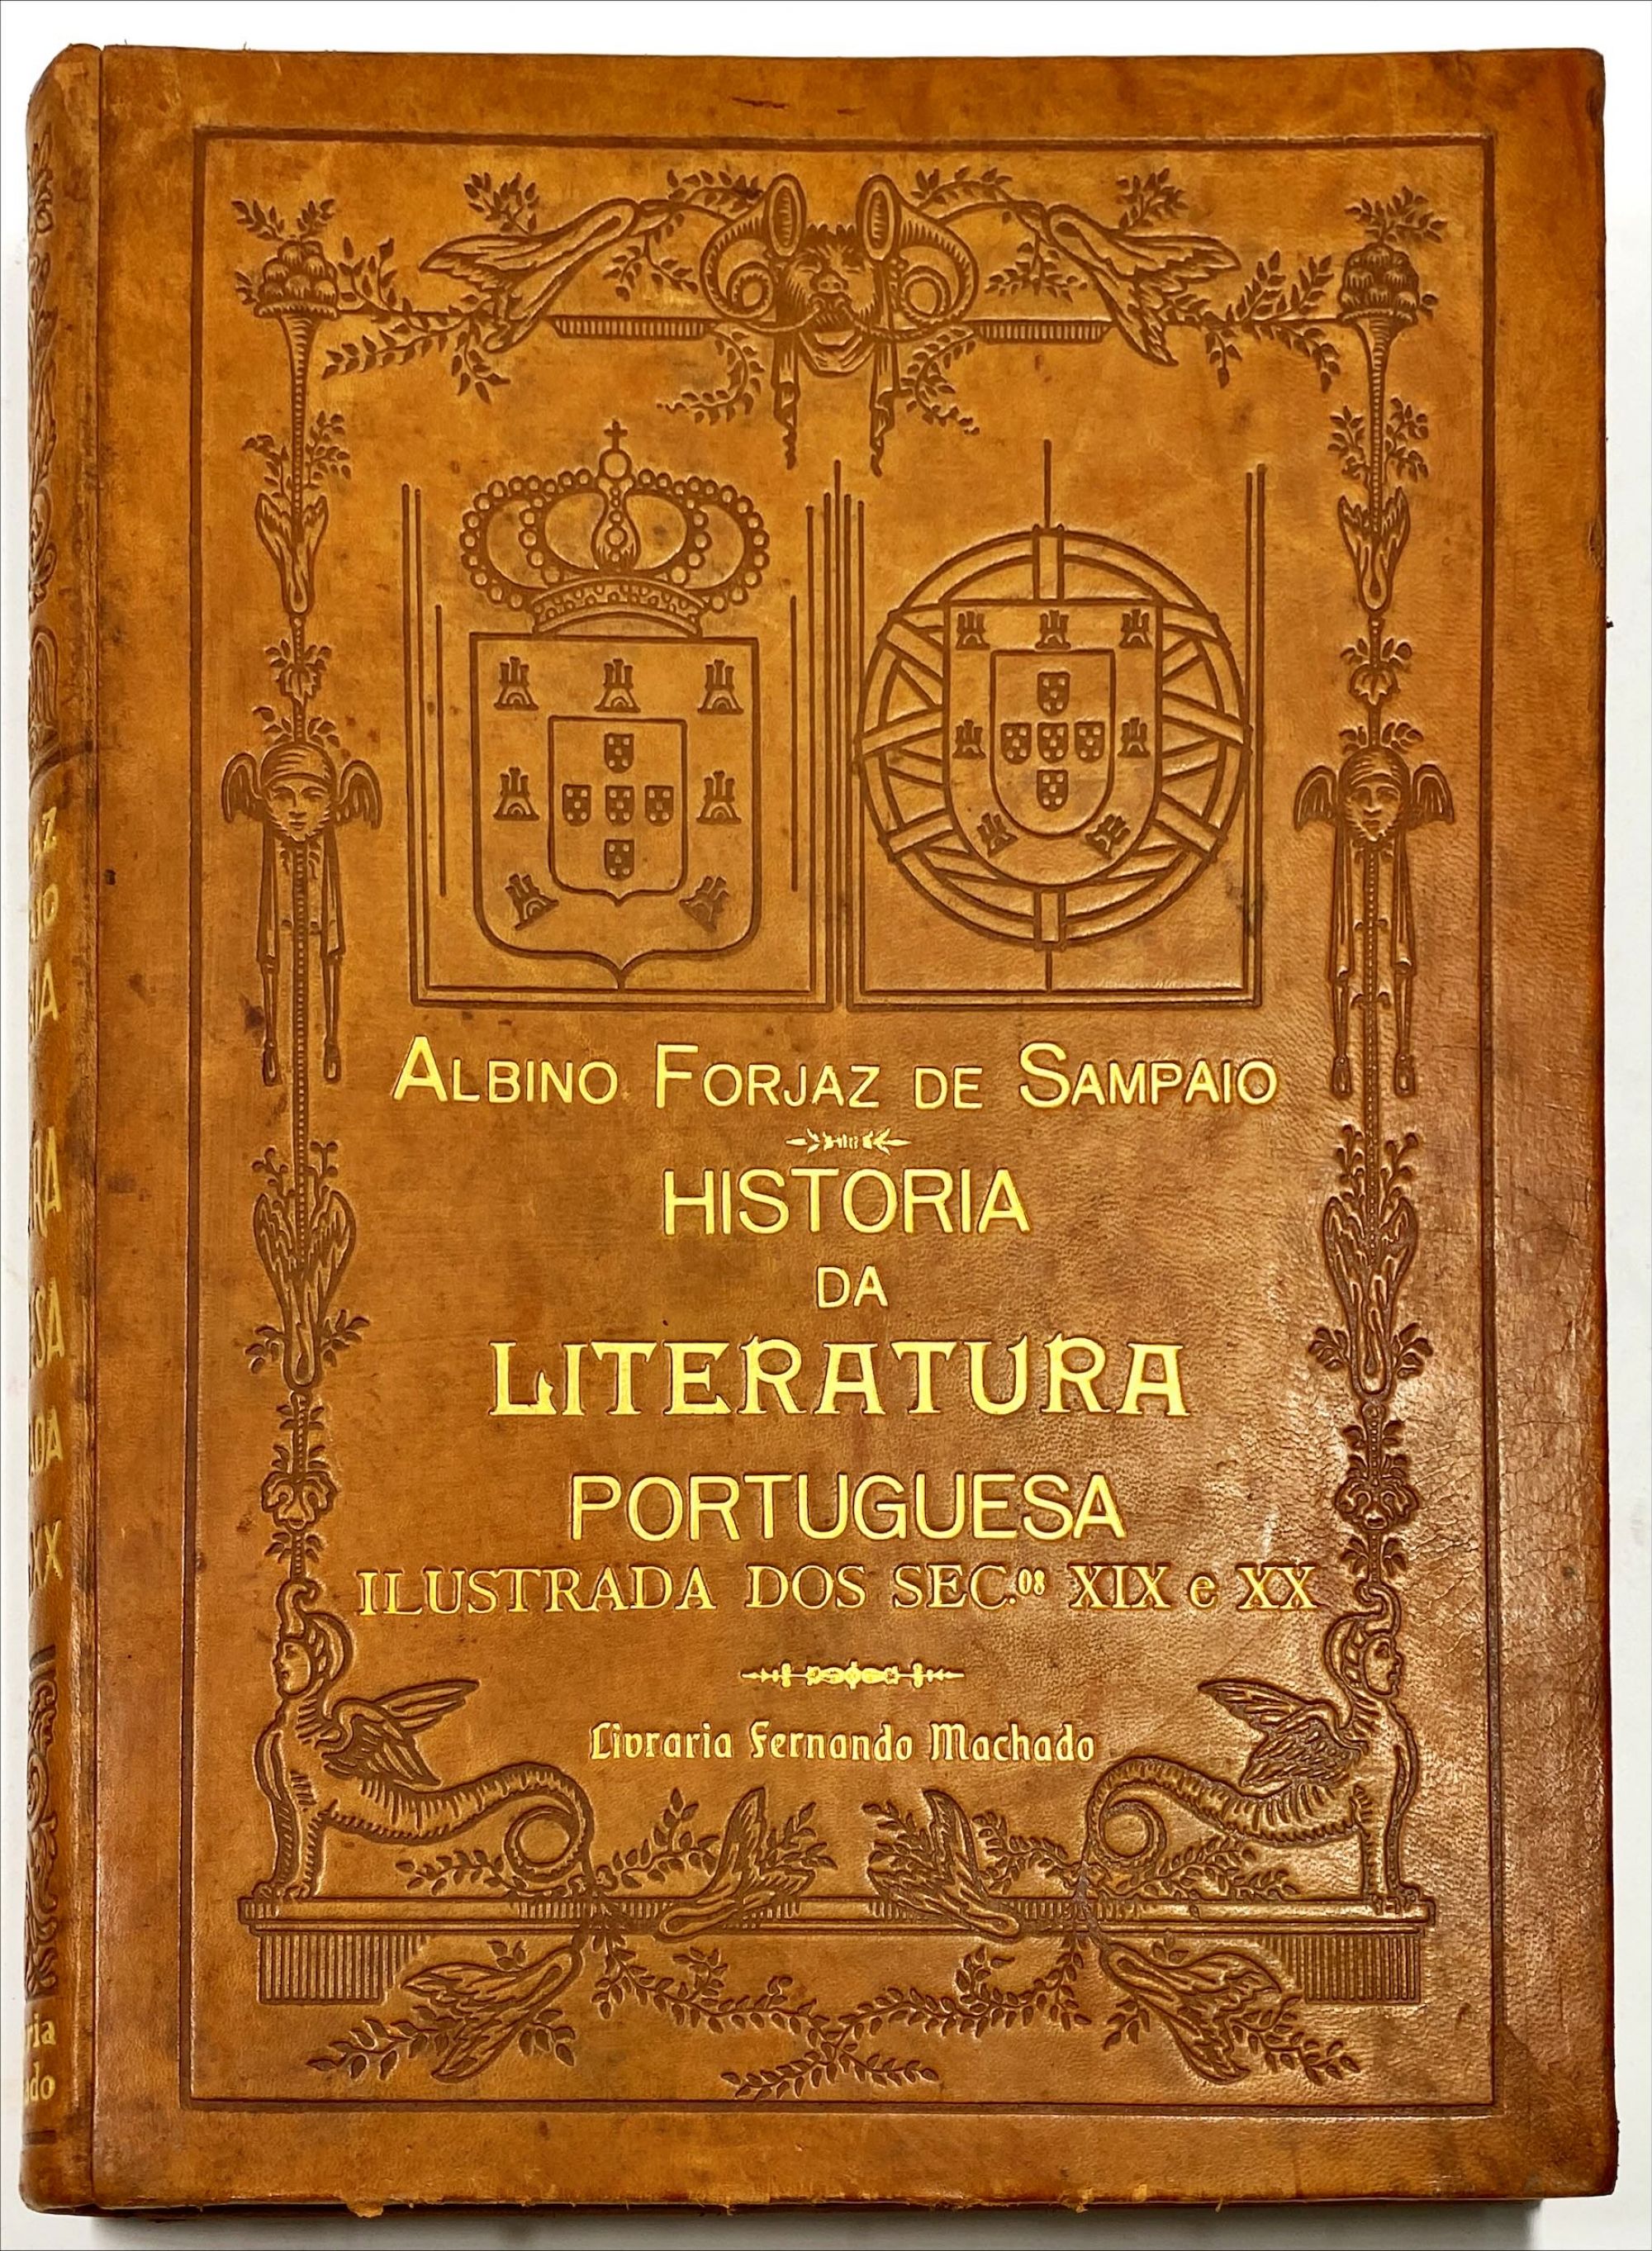 ALBINO FORJAZ DE SAMPAIO
HISTORIA
DA
LITERATURA
PORTUGUESA
ILUSTRADA DOS SEC.os XIX e XX
Livraria Fernando Machado